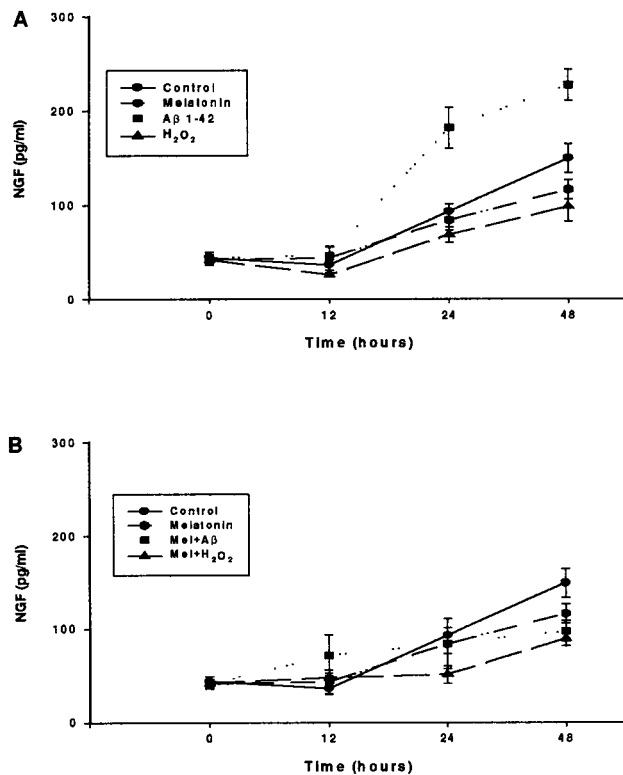 A
300
200
100
0
NGF (pg/ml)
Control
Melatonin
Aβ 1-42
H₂O₂
0 12 24 48
Time (hours)
B
300
200
100
0
NGF (pg/ml)
Control
Melatonin
Mel+Aβ
Mel+H₂O₂
0 12 24 48
Time (hours)